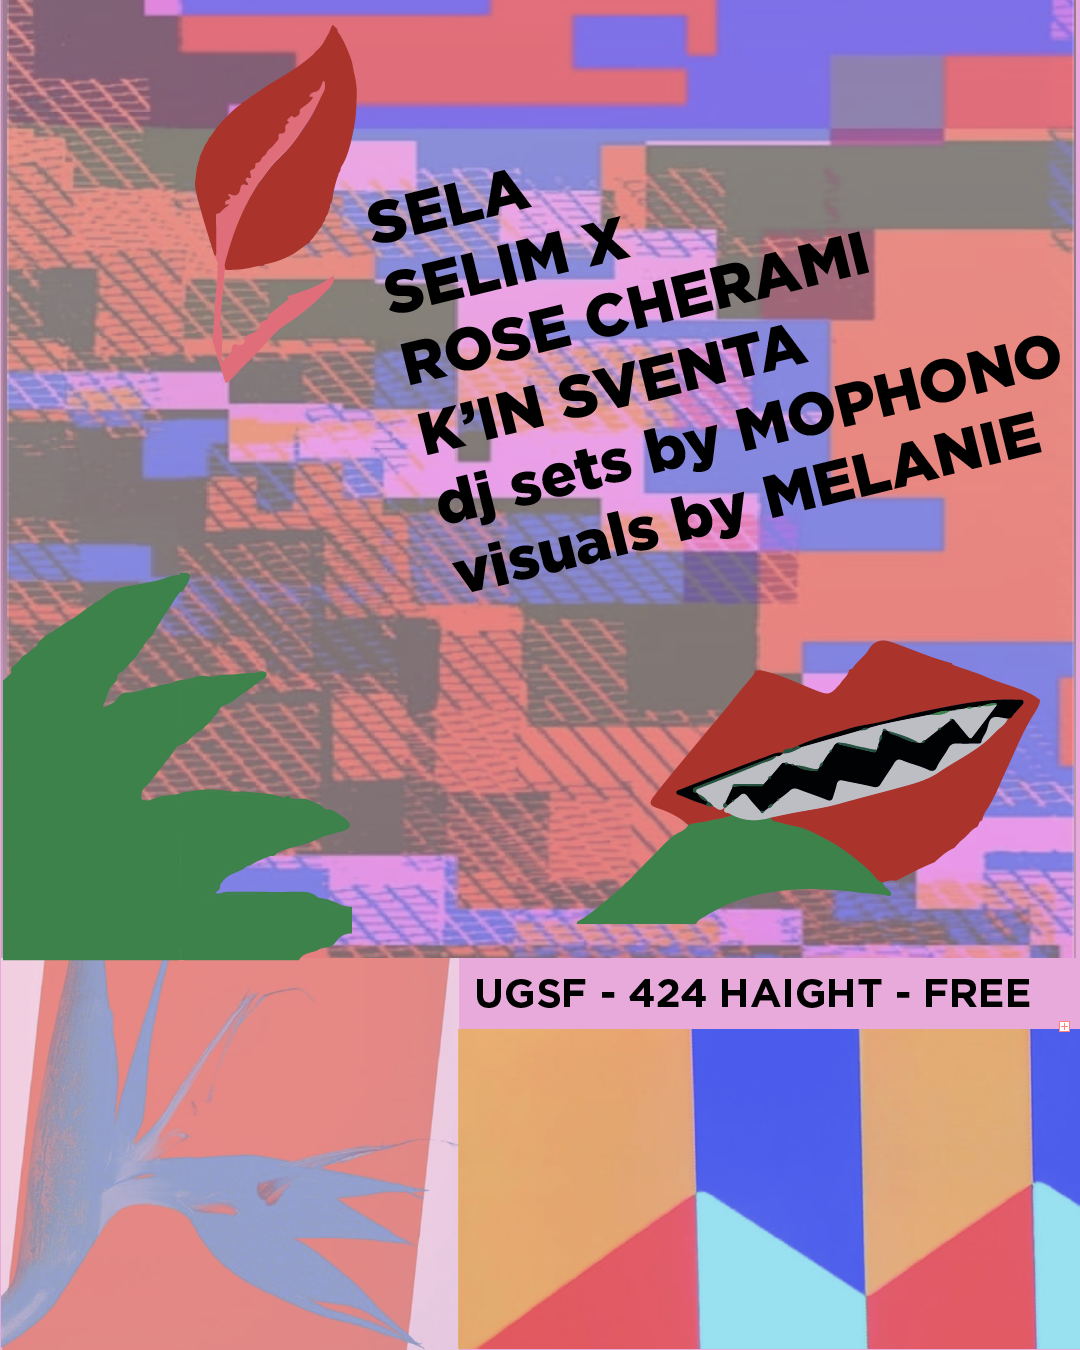 SELA
SELIM X
ROSE CHERAMI
K’IN SVENTA
dj sets by MOPHONO
visuals by MELANIE
UGSF - 424 HAIGHT - FREE